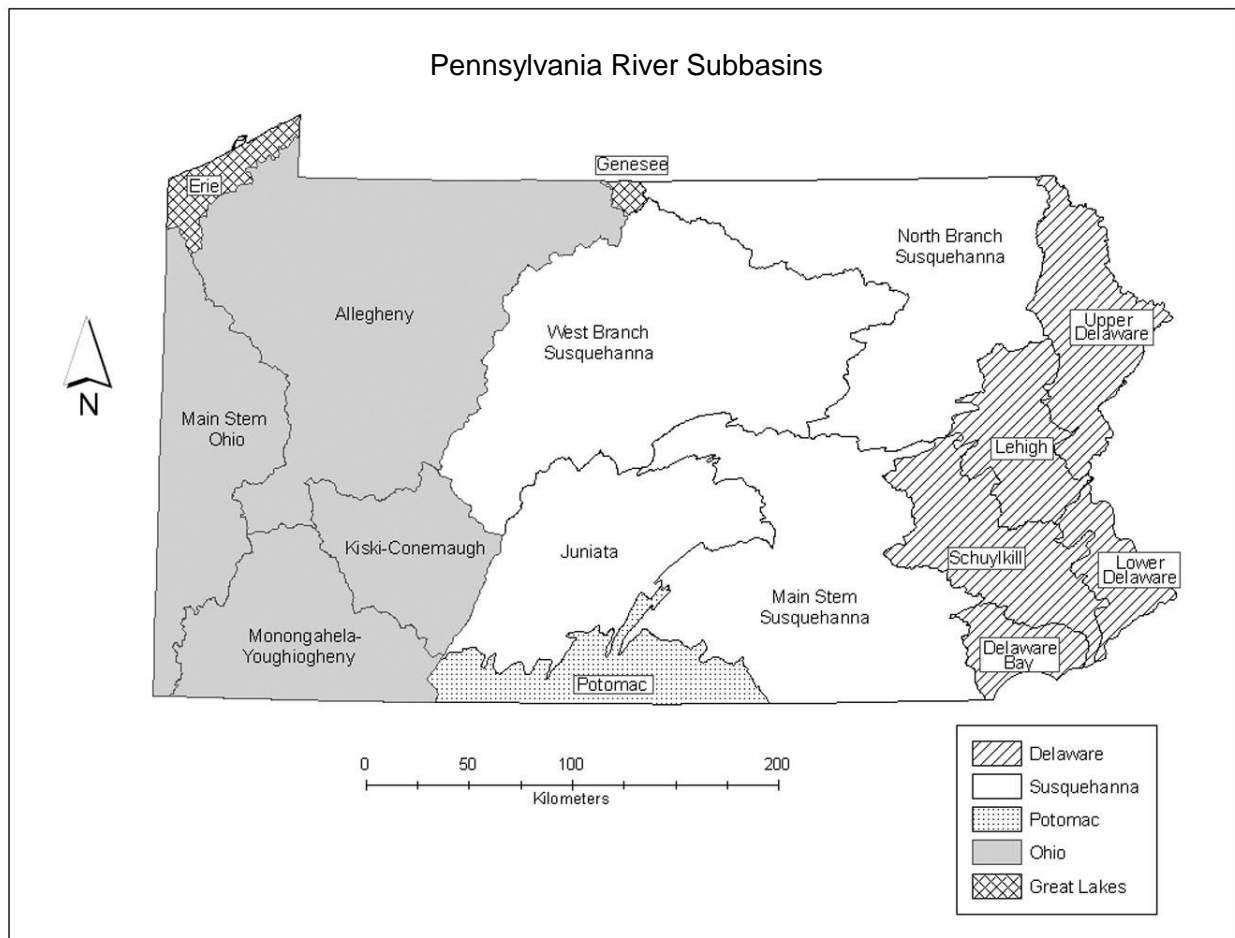 Pennsylvania River Subbasins
Genesee
Erie
North Branch
Susquehanna
Allegheny
West Branch
Susquehanna
Upper
Delaware
N
Main Stem
Ohio
Lehigh
Kiski-Conemaugh
Juniata
Schuylkill
Lower
Delaware
Main Stem
Susquehanna
Monongahela-
Youghiogheny
Delaware
Bay
Potomac
0 50 100 200
Kilometers
Delaware
Susquehanna
Potomac
Ohio
Great Lakes